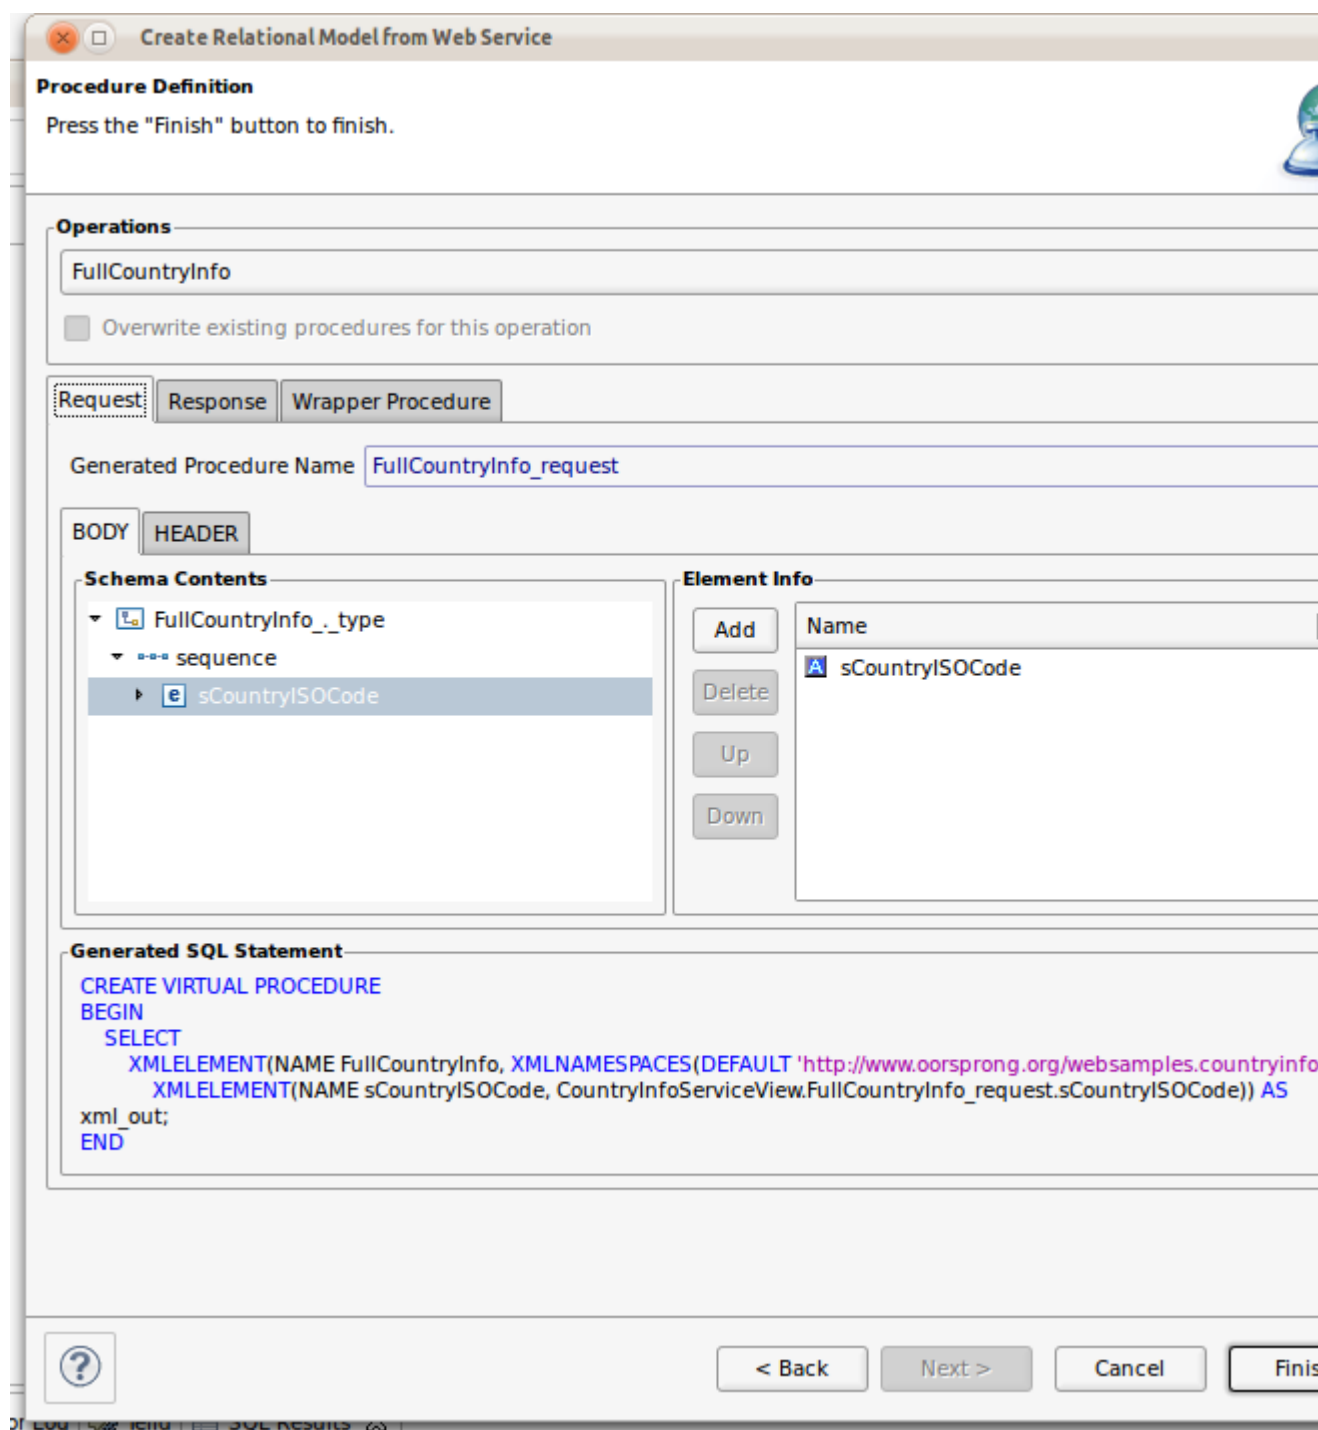 Create Relational Model from Web Service
Procedure Definition
Press the "Finish" button to finish.
Operations
FullCountryInfo
Overwrite existing procedures for this operation
Request Response Wrapper Procedure
Generated Procedure Name FullCountryInfo_request
BODY HEADER
Schema Contents
Element Info
FullCountryInfo_._type
sequence
sCountryISOCode
Add
Delete
Up
Down
Name
sCountryISOCode
Generated SQL Statement
CREATE VIRTUAL PROCEDURE
BEGIN
SELECT
XMLELEMENT(NAME FullCountryInfo, XMLNAMESPACES(DEFAULT 'http://www.oorsprong.org/websamples.countryinfo
XMLELEMENT(NAME sCountryISOCode, CountryInfoServiceView.FullCountryInfo_request.sCountryISOCode)) AS
xml_out;
END
? < Back Next > Cancel Finis
SQL Results